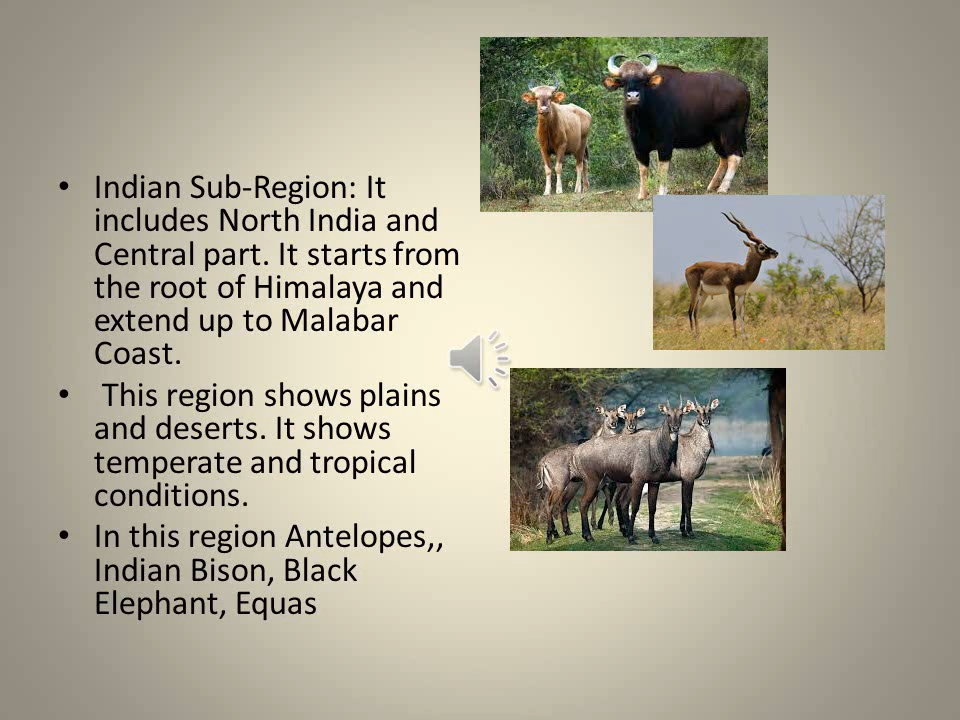 • Indian Sub-Region: It
includes North India and
Central part. It starts from
the root of Himalaya and
extend up to Malabar
Coast.
• This region shows plains
and deserts. It shows
temperate and tropical
conditions.
• In this region Antelopes,,
Indian Bison, Black
Elephant, Equas